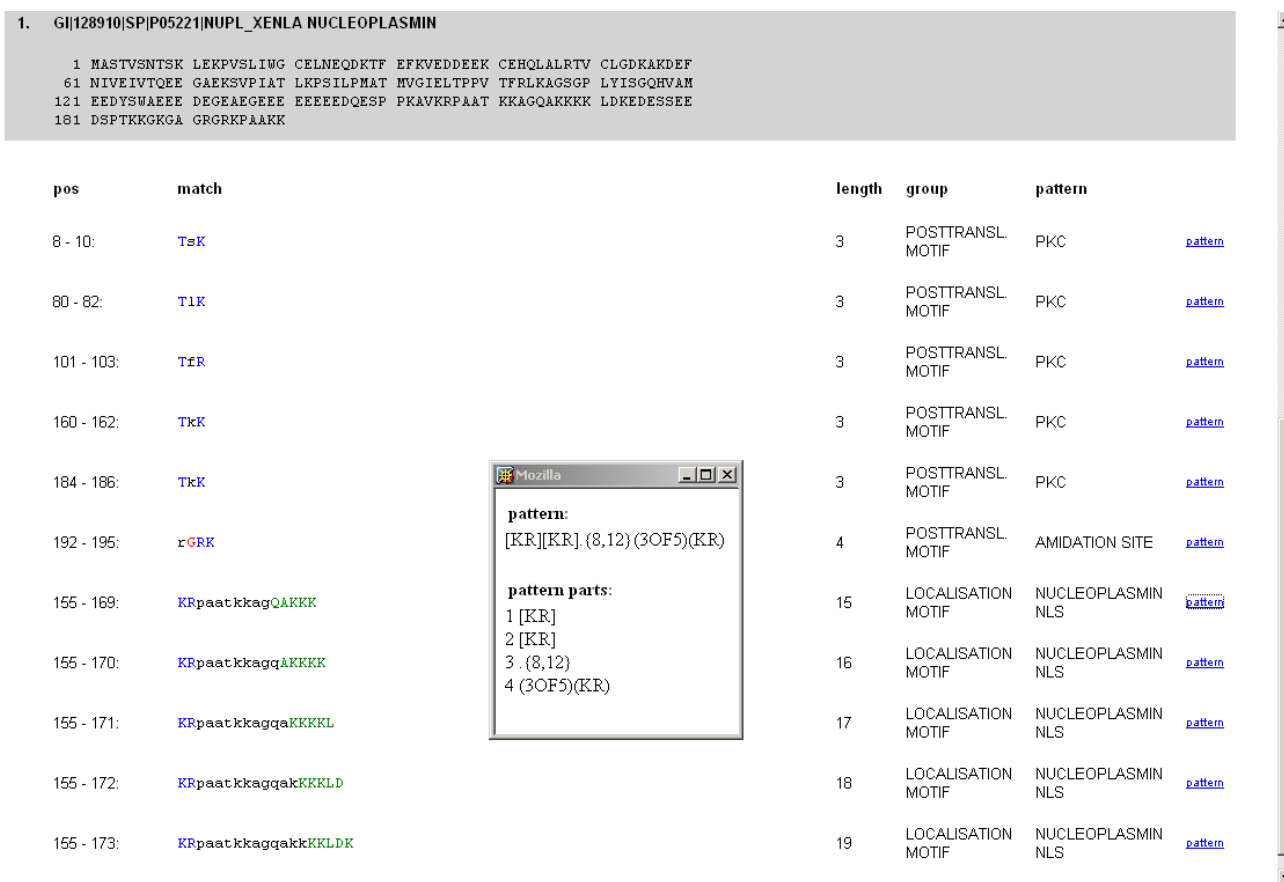 1. GI|128910|SP|P05221|NUPL_XENLA NUCLEOPLASMIN
1 MASTVSNTSK LEKPVSLIWG CELNEQDKTF EFKVEDDEEK CEHQLALRTV CLGDKAKDEF
61 NIVEIVTQEE GAEKSVPIAT LKPSILPMAT MVGIELTPPV TFRLKAGSGP LYISGQHVAM
121 EEDYSWAEEE DEGEAEGEEE EEEEEDQESP PKAVKRPAAT KKAGQAKKKK LDKEDESSEE
181 DSPTKKGKGA GRGRKPAAKK
pos match length group pattern
8 - 10: TsK 3 POSTTRANSL. MOTIF PKC pattern
80 - 82: TlK 3 POSTTRANSL. MOTIF PKC pattern
101 - 103: TfR 3 POSTTRANSL. MOTIF PKC pattern
160 - 162: TkK 3 POSTTRANSL. MOTIF PKC pattern
184 - 186: TkK 3 POSTTRANSL. MOTIF PKC pattern
192 - 195: rGRK 4 POSTTRANSL. MOTIF AMIDATION SITE pattern
155 - 169: KRpaatkkagQAKKK 15 LOCALISATION MOTIF NUCLEOPLASMIN NLS pattern
155 - 170: KRpaatkkagqAKKKK 16 LOCALISATION MOTIF NUCLEOPLASMIN NLS pattern
155 - 171: KRpaatkkagqaKKKKL 17 LOCALISATION MOTIF NUCLEOPLASMIN NLS pattern
155 - 172: KRpaatkkagqakKKKLD 18 LOCALISATION MOTIF NUCLEOPLASMIN NLS pattern
155 - 173: KRpaatkkagqakkKKLDK 19 LOCALISATION MOTIF NUCLEOPLASMIN NLS pattern
Mozilla
pattern:
[KR][KR].{8,12}(3OF5)(KR)
pattern parts:
1 [KR]
2 [KR]
3 .{8,12}
4 (3OF5)(KR)